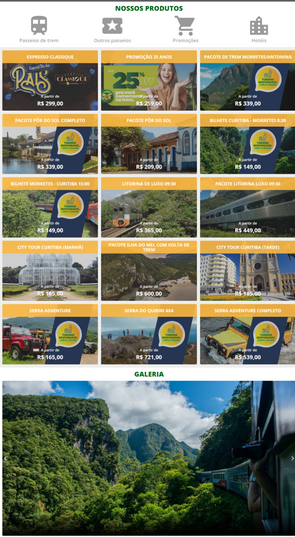 NOSSOS PRODUTOS
Passeios de trem
Outros passeios
Promoções
Hotéis
EXPRESSO CLASSIQUE
PROMOÇÃO 25 ANOS
PACOTE DE TREM MORRETES/ANTONINA
PAIS
CLASSIQUE
25%
A partir de
R$ 299,00
A partir de
R$ 259,00
A partir de
R$ 339,00
PACOTE PÔR DO SOL COMPLETO
PACOTE PÔR DO SOL
BILHETE CURITIBA - MORRETES 8:30
A partir de
R$ 339,00
A partir de
R$ 209,00
A partir de
R$ 149,00
BILHETE MORRETES - CURITIBA 15:00
LITORINA DE LUXO 09:30
PACOTE LITORINA LUXO 09:30
A partir de
R$ 149,00
A partir de
R$ 365,00
A partir de
R$ 449,00
CITY TOUR CURITIBA (MANHÃ)
PACOTE ILHA DO MEL COM VOLTA DE TREM
CITY TOUR CURITIBA (TARDE)
A partir de
R$ 165,00
A partir de
R$ 600,00
A partir de
R$ 165,00
SERRA ADVENTURE
SERRA DO QUIRIRI 4X4
SERRA ADVENTURE COMPLETO
A partir de
R$ 165,00
A partir de
R$ 721,00
A partir de
R$ 539,00
GALERIA